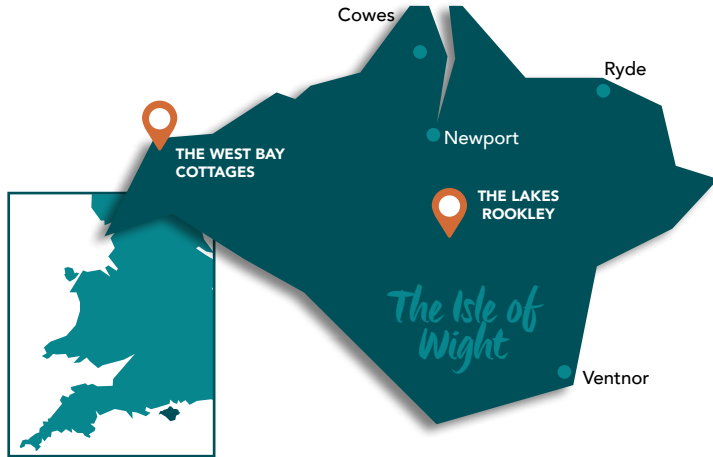 Cowes
Ryde
Newport
THE WEST BAY
COTTAGES
THE LAKES
ROOKLEY
The Isle of
Wight
Ventnor